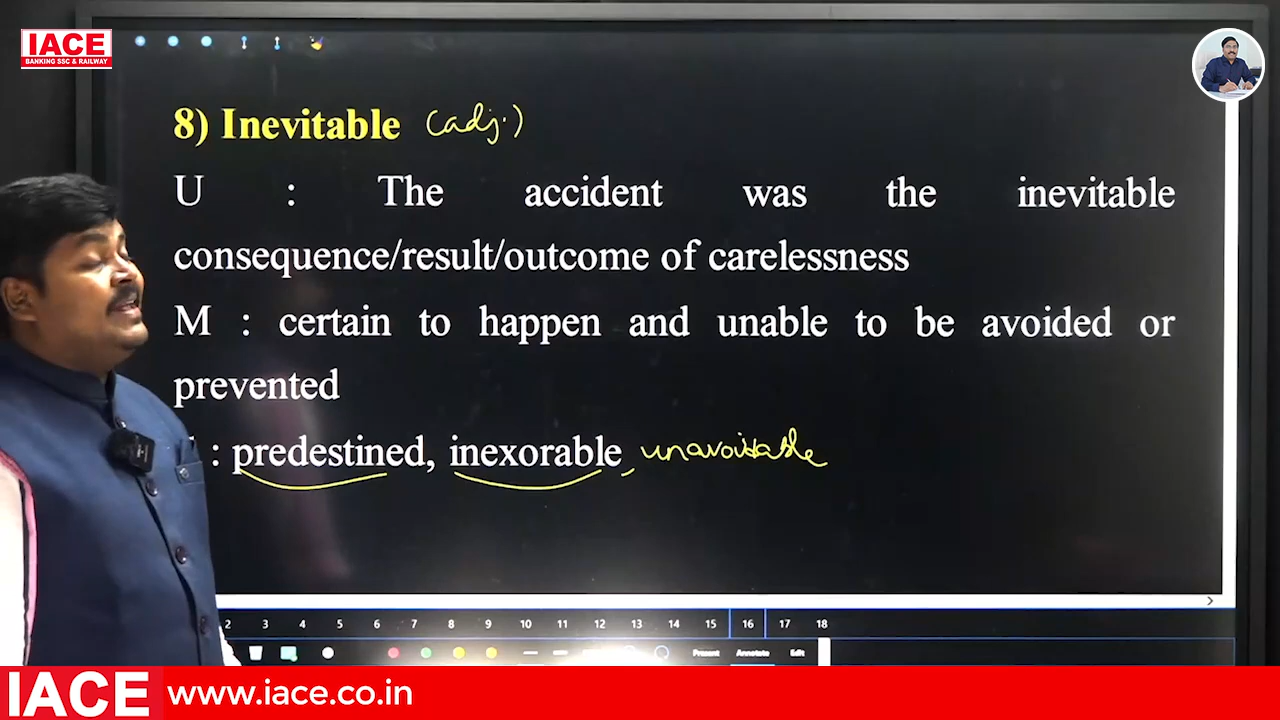 IACE
BANKING SSC & RAILWAY
8) Inevitable (adj.)
U : The accident was the inevitable
consequence/result/outcome of carelessness
M : certain to happen and unable to be avoided or
prevented
: predestined, inexorable, unavoidable
2 3 4 5 6 7 8 9 10 11 12 13 14 15 16 17 18
Present Annotate Edit
IACE www.iace.co.in